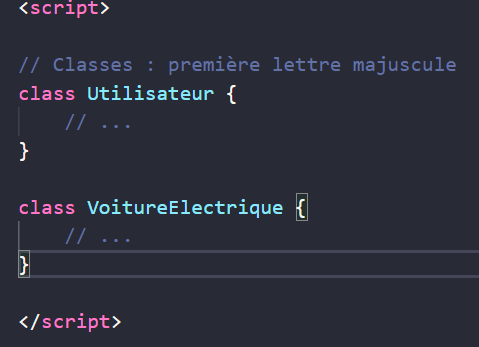 <script>
// Classes : première lettre majuscule
class Utilisateur {
// ...
}
class VoitureElectrique {
// ...
}
</script>